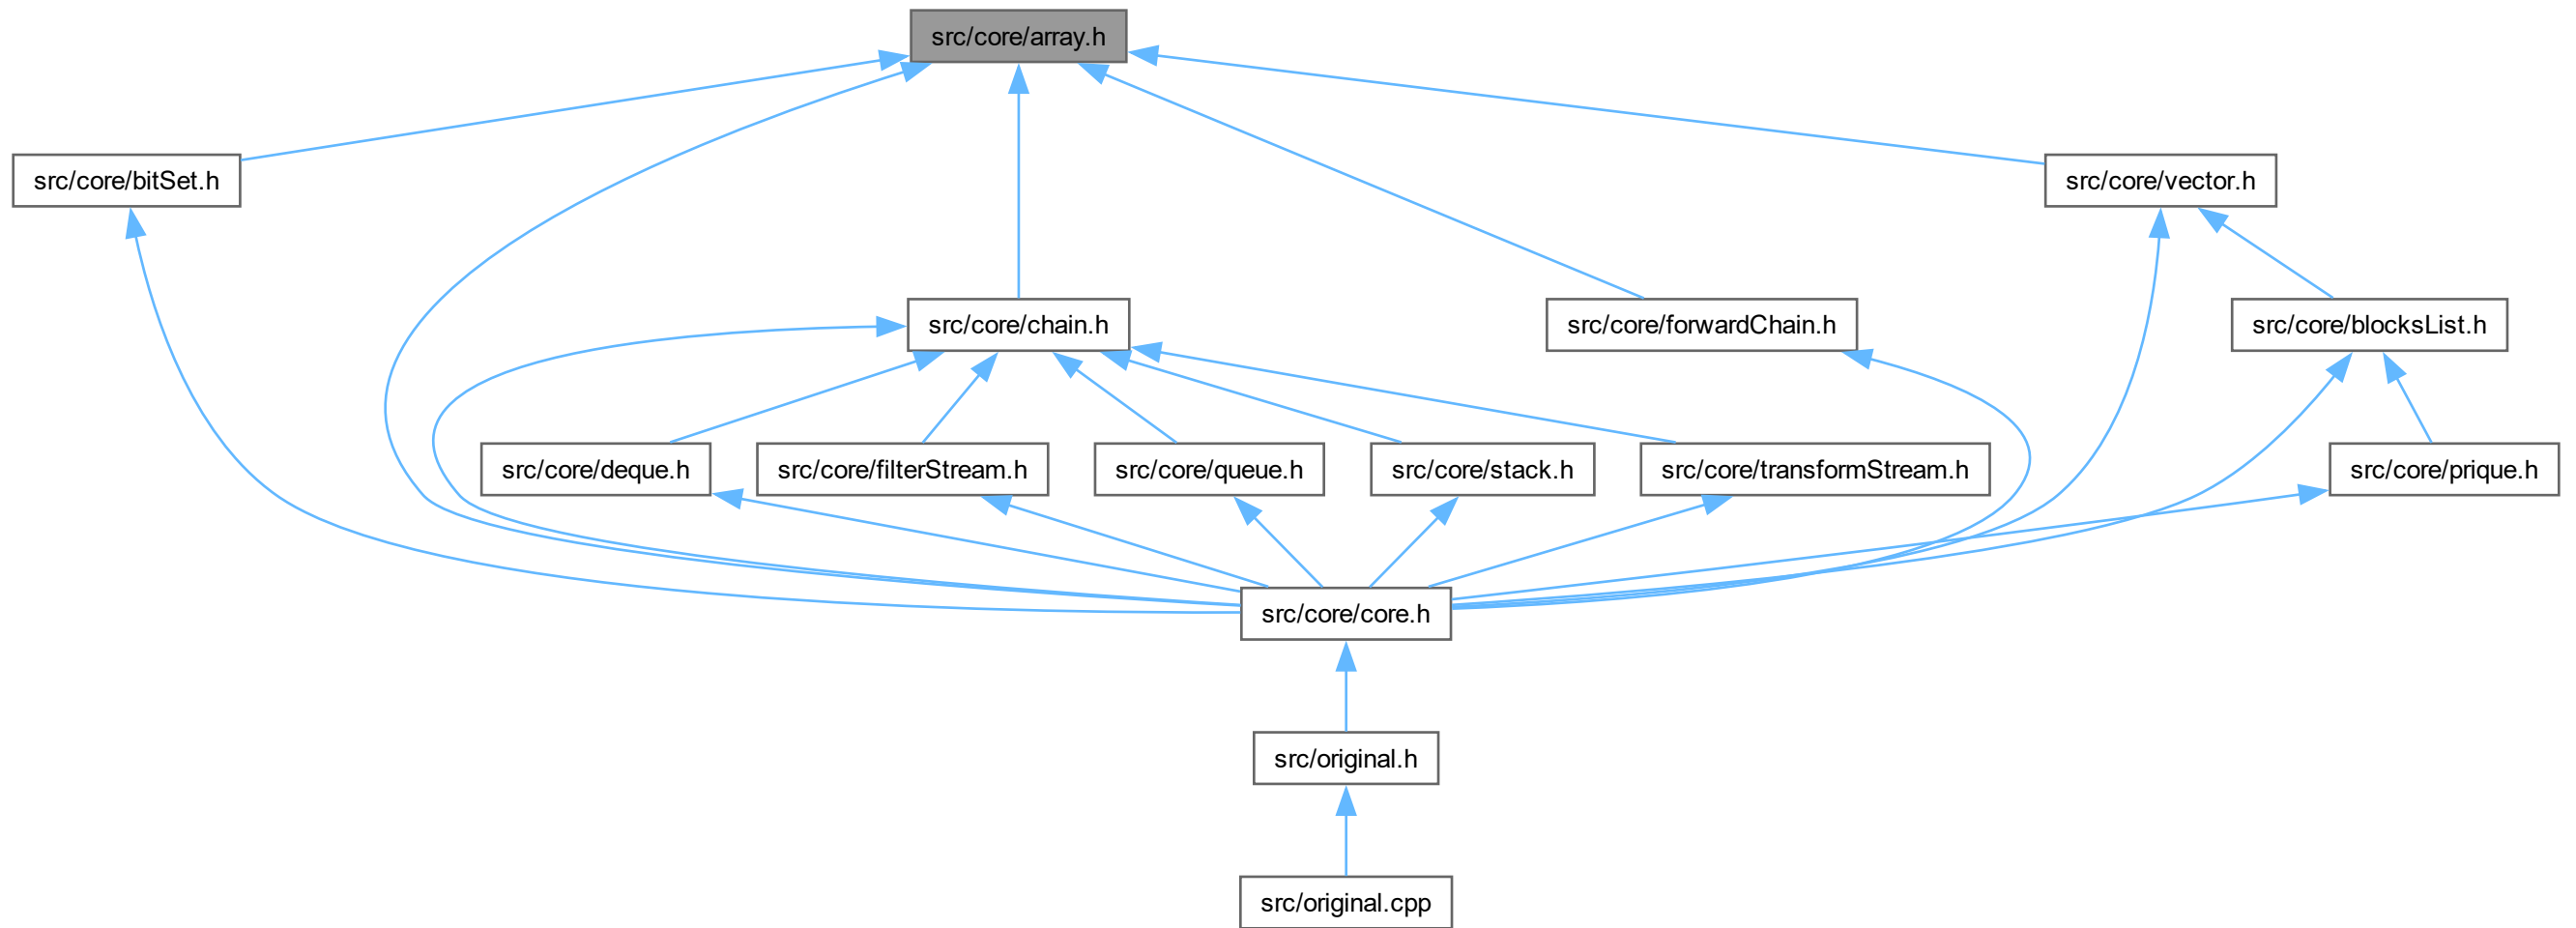 src/core/array.h
src/core/bitSet.h
src/core/vector.h
src/core/chain.h
src/core/forwardChain.h
src/core/blocksList.h
src/core/deque.h
src/core/filterStream.h
src/core/queue.h
src/core/stack.h
src/core/transformStream.h
src/core/prique.h
src/core/core.h
src/original.h
src/original.cpp